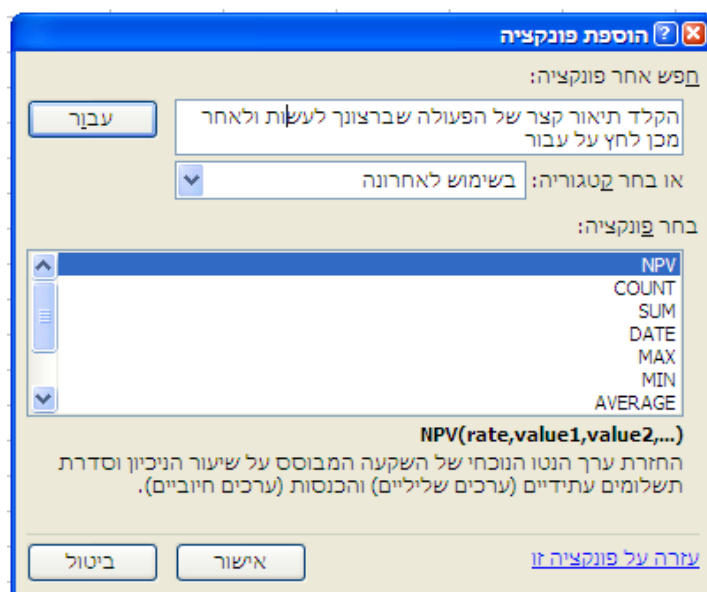 הוספת פונקציה
חפש אחר פונקציה:
הקלד תיאור קצר של הפעולה שברצונך לעשות ולאחר
מכן לחץ על עבור
עבור
או בחר קטגוריה: בשימוש לאחרונה
בחר פונקציה:
NPV
COUNT
SUM
DATE
MAX
MIN
AVERAGE
NPV(rate,value1,value2,...)
החזרת ערך הנטו הנוכחי של השקעה המבוסס על שיעור הניכיון וסדרת
תשלומים עתידיים (ערכים שליליים) והכנסות (ערכים חיוביים).
עזרה על פונקציה זו
אישור
ביטול